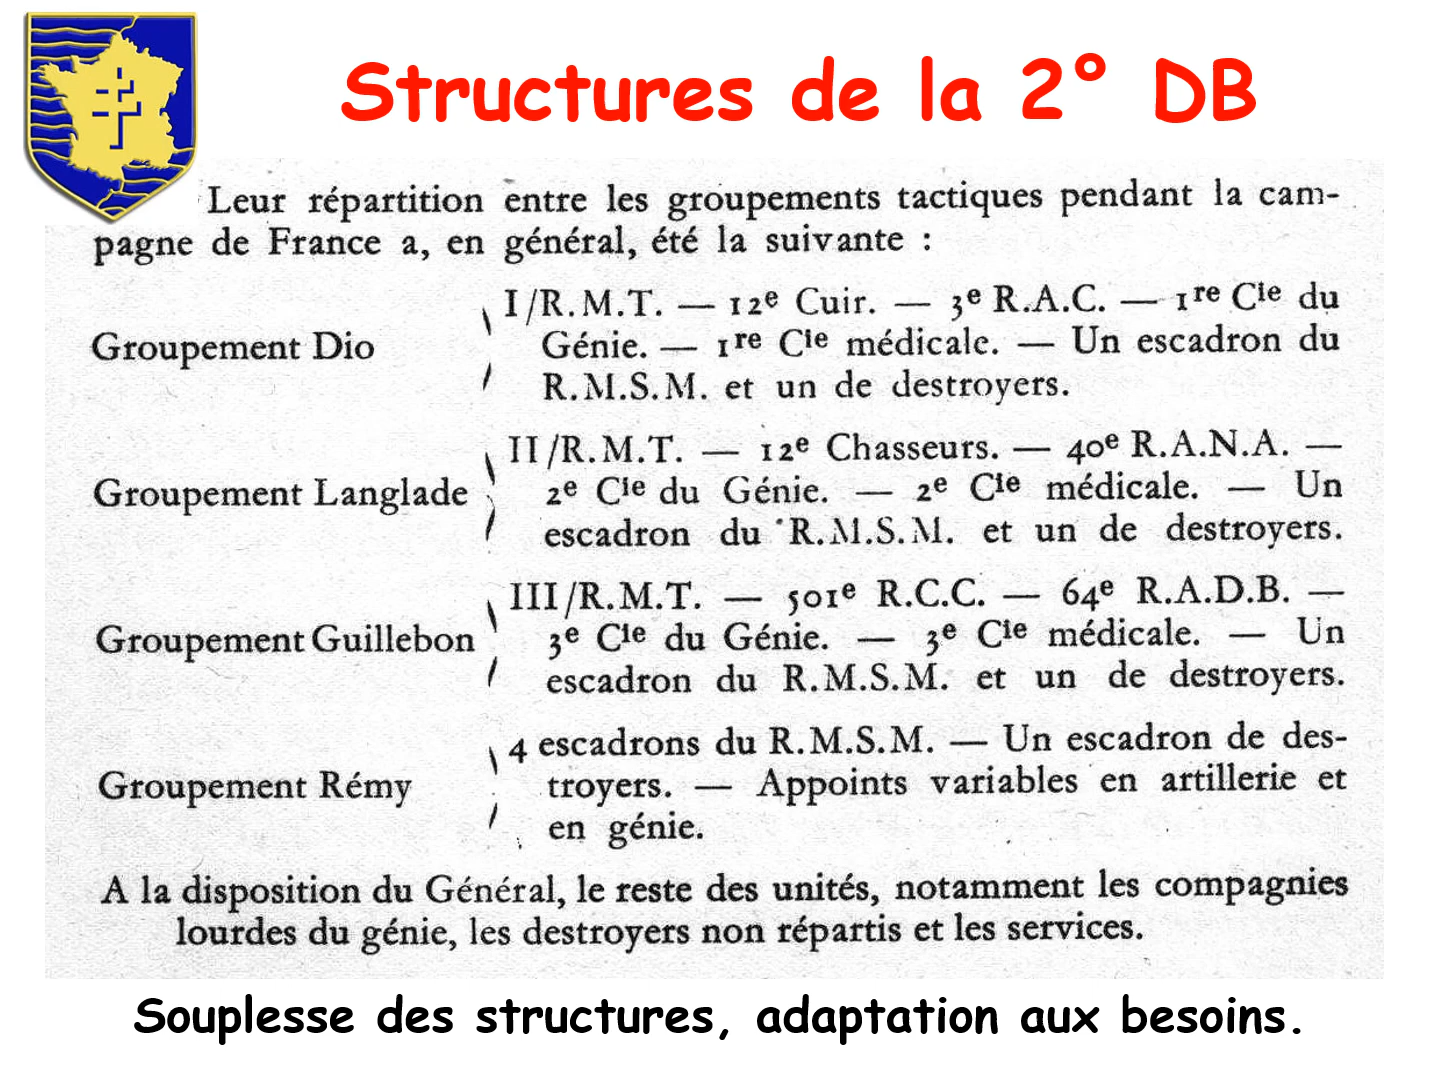 Structures de la 2° DB
Leur répartition entre les groupements tactiques pendant la cam-
pagne de France a, en général, été la suivante :
Groupement Dio
I/R.M.T. — 12e Cuir. — 3e R.A.C. — 1re Cie du
Génie. — 1re Cie médicale. — Un escadron du
R.M.S.M. et un de destroyers.
Groupement Langlade
II/R.M.T. — 12e Chasseurs. — 40e R.A.N.A. —
2e Cie du Génie. — 2e Cie médicale. — Un
escadron du R.M.S.M. et un de destroyers.
Groupement Guillebon
III/R.M.T. — 501e R.C.C. — 64e R.A.D.B. —
3e Cie du Génie. — 3e Cie médicale. — Un
escadron du R.M.S.M. et un de destroyers.
Groupement Rémy
4 escadrons du R.M.S.M. — Un escadron de des-
troyers. — Appoints variables en artillerie et
en génie.
A la disposition du Général, le reste des unités, notamment les compagnies
lourdes du génie, les destroyers non répartis et les services.
Souplesse des structures, adaptation aux besoins.